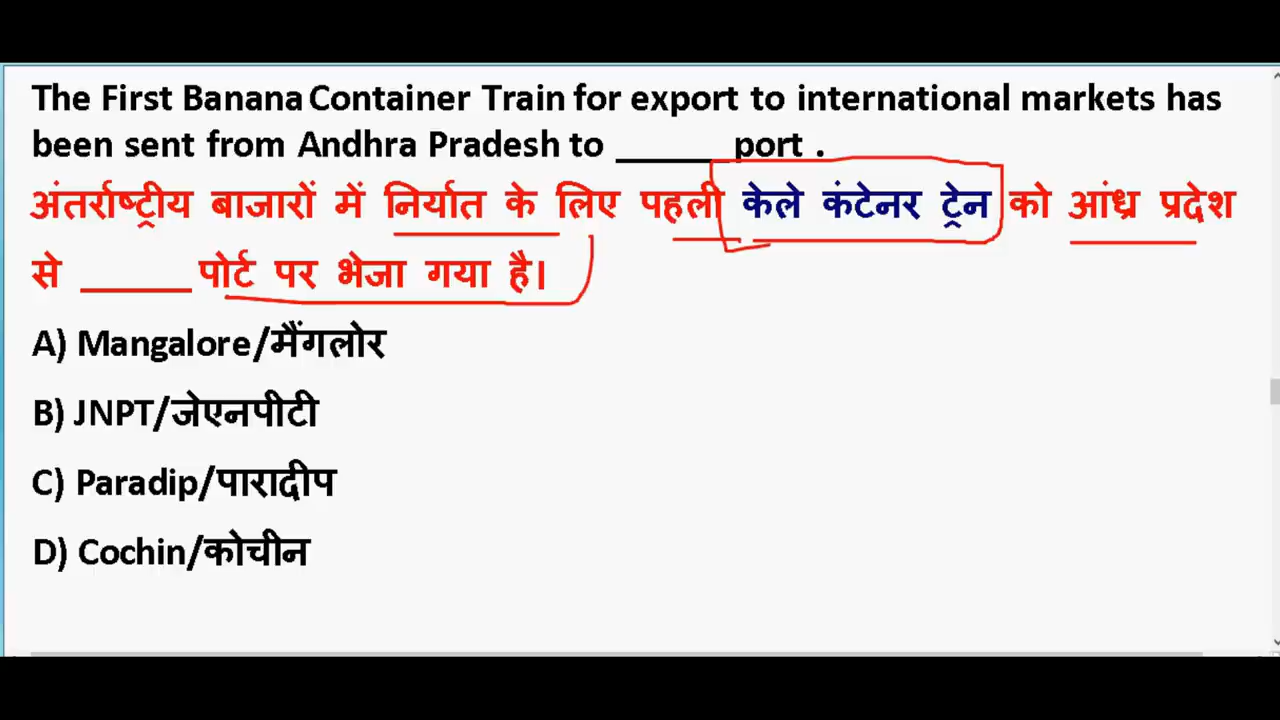 The First Banana Container Train for export to international markets has
been sent from Andhra Pradesh to ______ port .
अंतर्राष्ट्रीय बाजारों में निर्यात के लिए पहली केले कंटेनर ट्रेन को आंध्र प्रदेश
से ______ पोर्ट पर भेजा गया है।
A) Mangalore/मैंगलोर
B) JNPT/जेएनपीटी
C) Paradip/पारादीप
D) Cochin/कोचीन